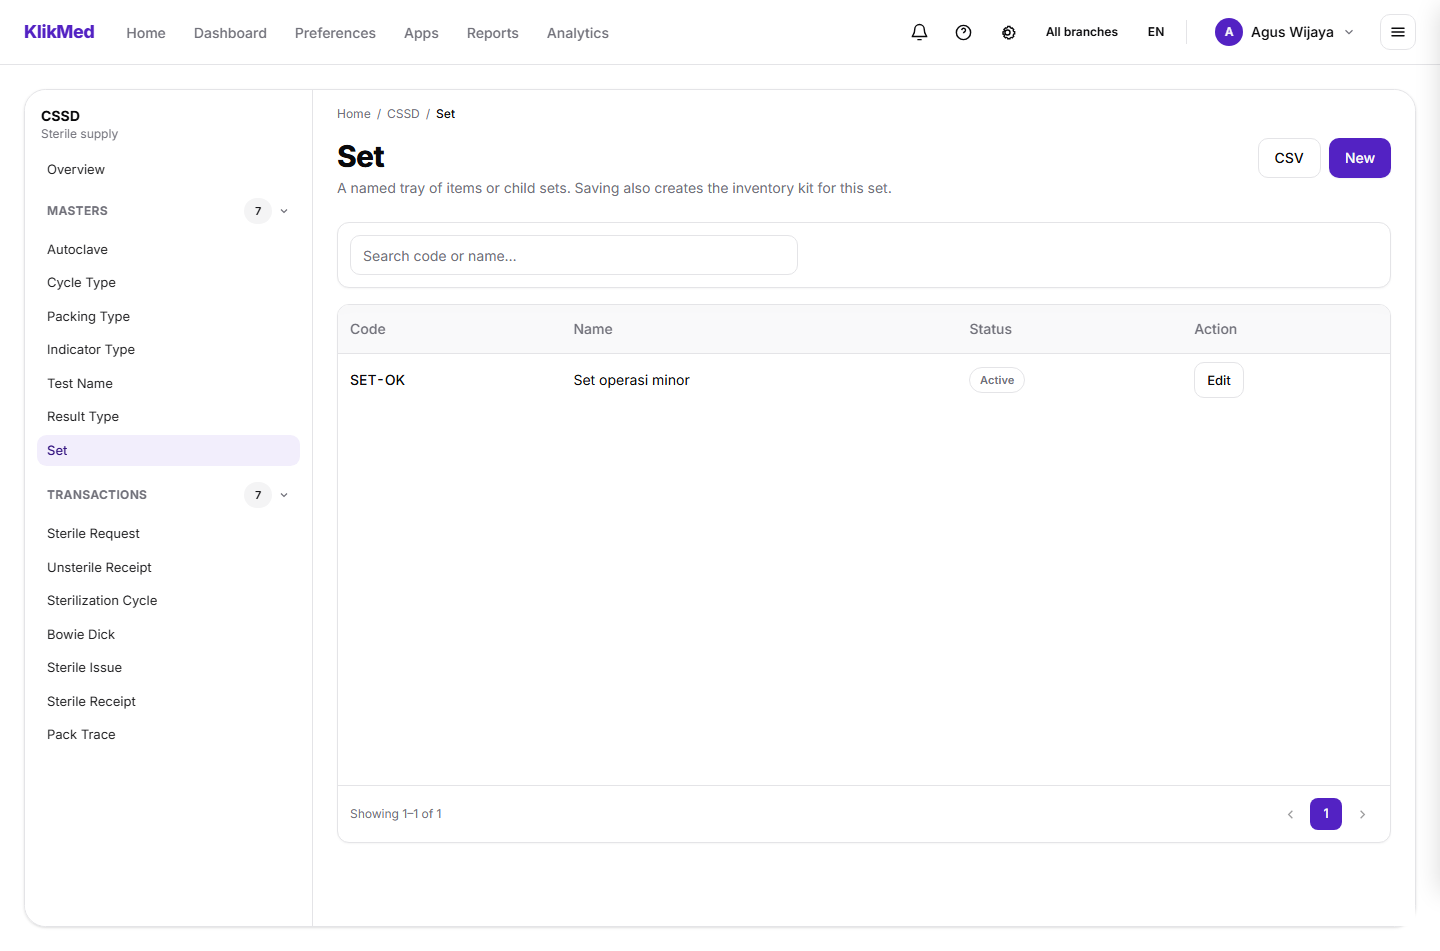 KlikMed
Home
Dashboard
Preferences
Apps
Reports
Analytics
All branches
EN
A
Agus Wijaya
CSSD
Sterile supply
Overview
MASTERS
7
Autoclave
Cycle Type
Packing Type
Indicator Type
Test Name
Result Type
Set
TRANSACTIONS
7
Sterile Request
Unsterile Receipt
Sterilization Cycle
Bowie Dick
Sterile Issue
Sterile Receipt
Pack Trace
Home / CSSD / Set
Set
A named tray of items or child sets. Saving also creates the inventory kit for this set.
CSV
New
Search code or name...
Code
Name
Status
Action
SET-OK
Set operasi minor
Active
Edit
Showing 1–1 of 1
1